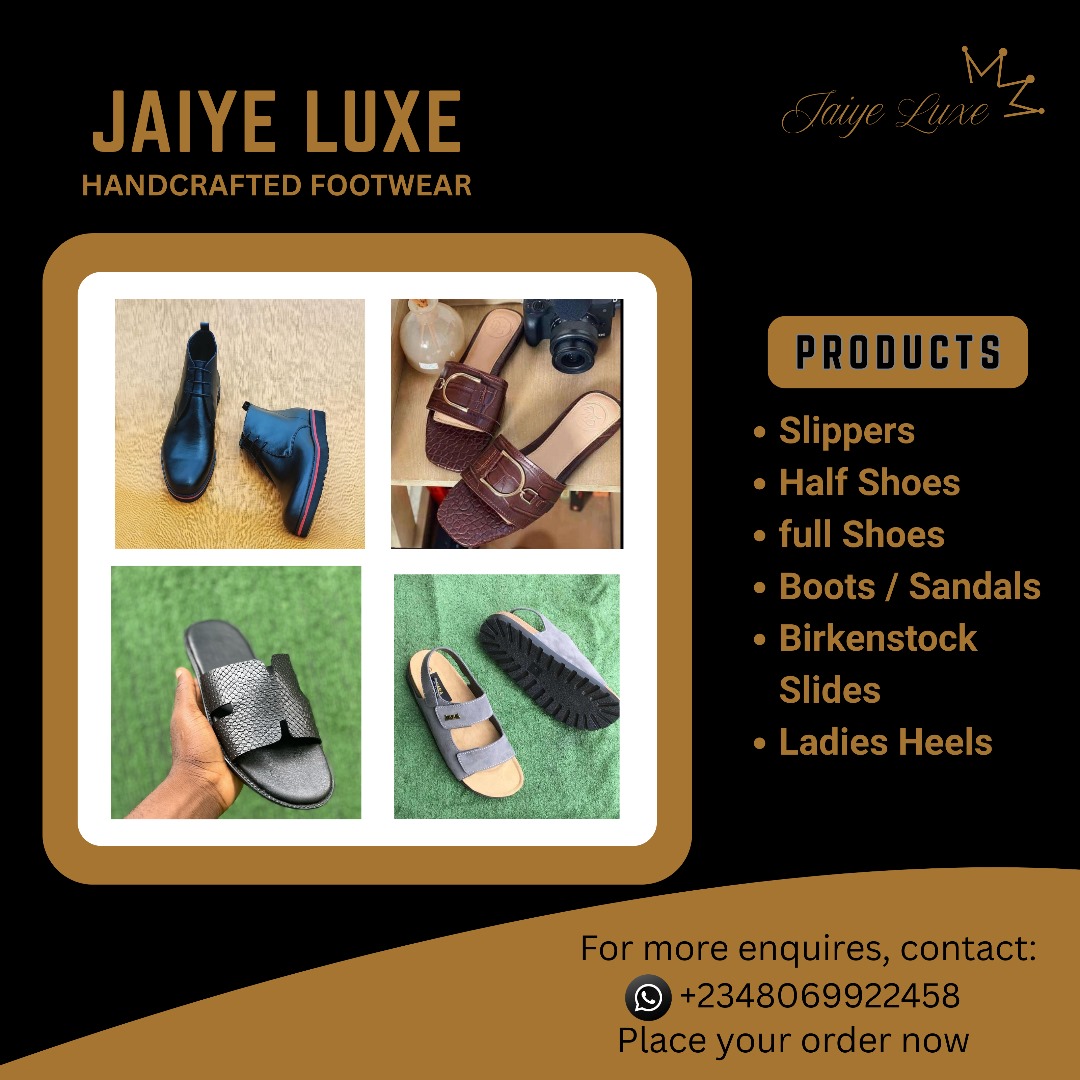 JAIYE LUXE
HANDCRAFTED FOOTWEAR
Jaiye Luxe
PRODUCTS
• Slippers
• Half Shoes
• full Shoes
• Boots / Sandals
• Birkenstock
Slides
• Ladies Heels
For more enquires, contact:
+2348069922458
Place your order now